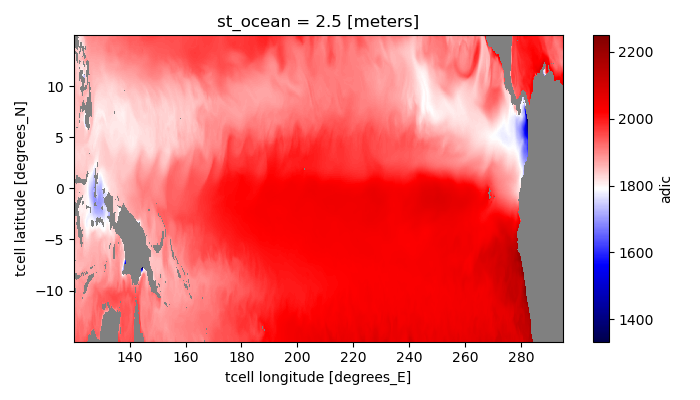 st_ocean = 2.5 [meters]
tcell latitude [degrees_N]
10
5
0
−5
−10
140 160 180 200 220 240 260 280
tcell longitude [degrees_E]
2200
2000
1800
1600
1400
adic